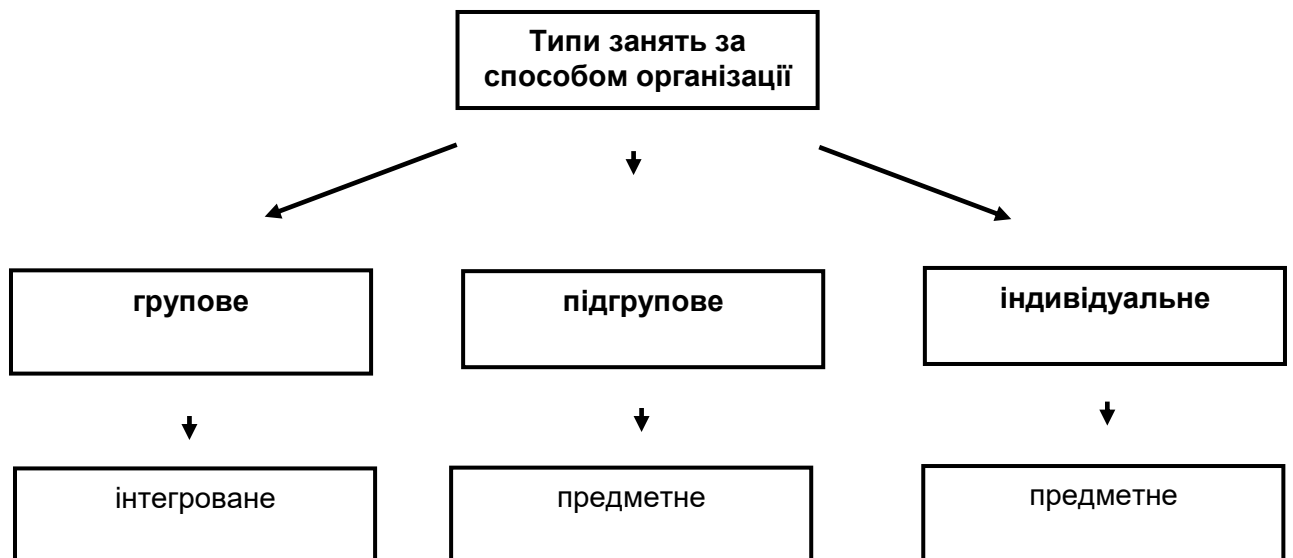 Типи занять за
способом організації
групове
підгрупове
індивідуальне
інтегроване
предметне
предметне